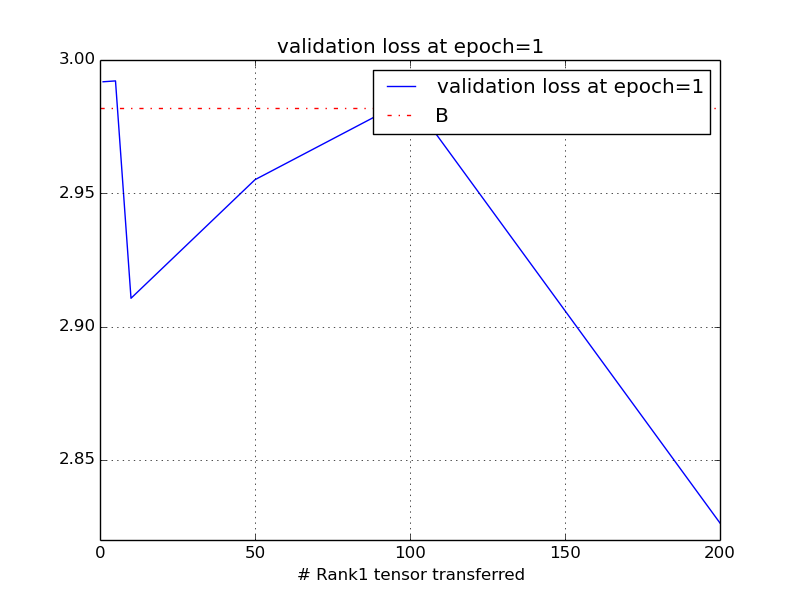 validation loss at epoch=1
validation loss at epoch=1
B
3.00
2.95
2.90
2.85
0 50 100 150 200
# Rank1 tensor transferred